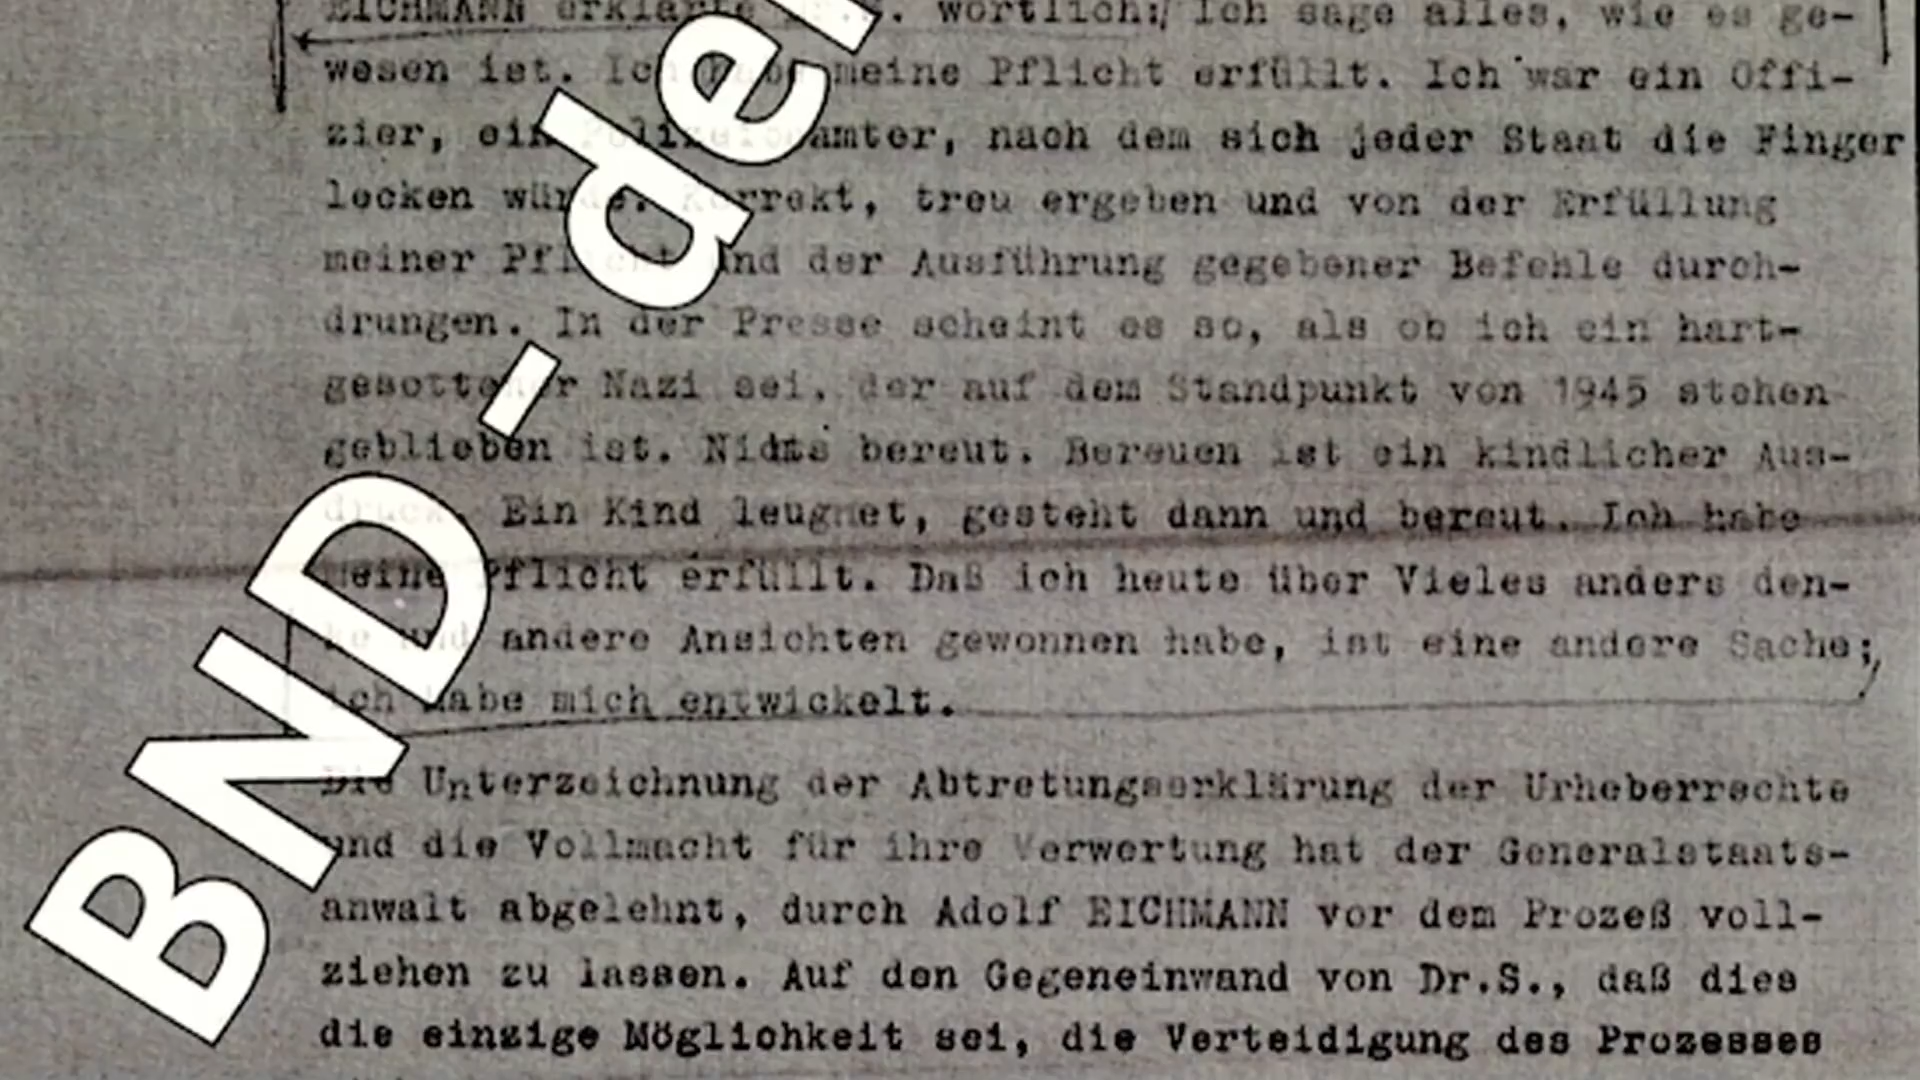 EICHMANN erklärte Dr.S. wörtlich: Ich sage alles, wie es ge-
wesen ist. Ich habe meine Pflicht erfüllt. Ich war ein Offi-
zier, ein Polizeibeamter, nach dem sich jeder Staat die Finger
lecken würde. Korrekt, treu ergeben und von der Erfüllung
meiner Pflicht und der Ausführung gegebener Befehle durch-
drungen. In der Presse scheint es so, als ob ich ein hart-
gesottener Nazi sei, der auf dem Standpunkt von 1945 stehen
geblieben ist. Nichts bereut. Bereuen ist ein kindlicher Aus-
druck. Ein Kind leugnet, gesteht dann und bereut. Ich habe
meine Pflicht erfüllt. Daß ich heute über Vieles anders den-
ke und andere Ansichten gewonnen habe, ist eine andere Sache;
ich habe mich entwickelt.
Die Unterzeichnung der Abtretungserklärung der Urheberrechte
und die Vollmacht für ihre Verwertung hat der Generalstaats-
anwalt abgelehnt, durch Adolf EICHMANN vor dem Prozeß voll-
ziehen zu lassen. Auf den Gegeneinwand von Dr.S., daß dies
die einzige Möglichkeit sei, die Verteidigung des Prozesses
BND - der